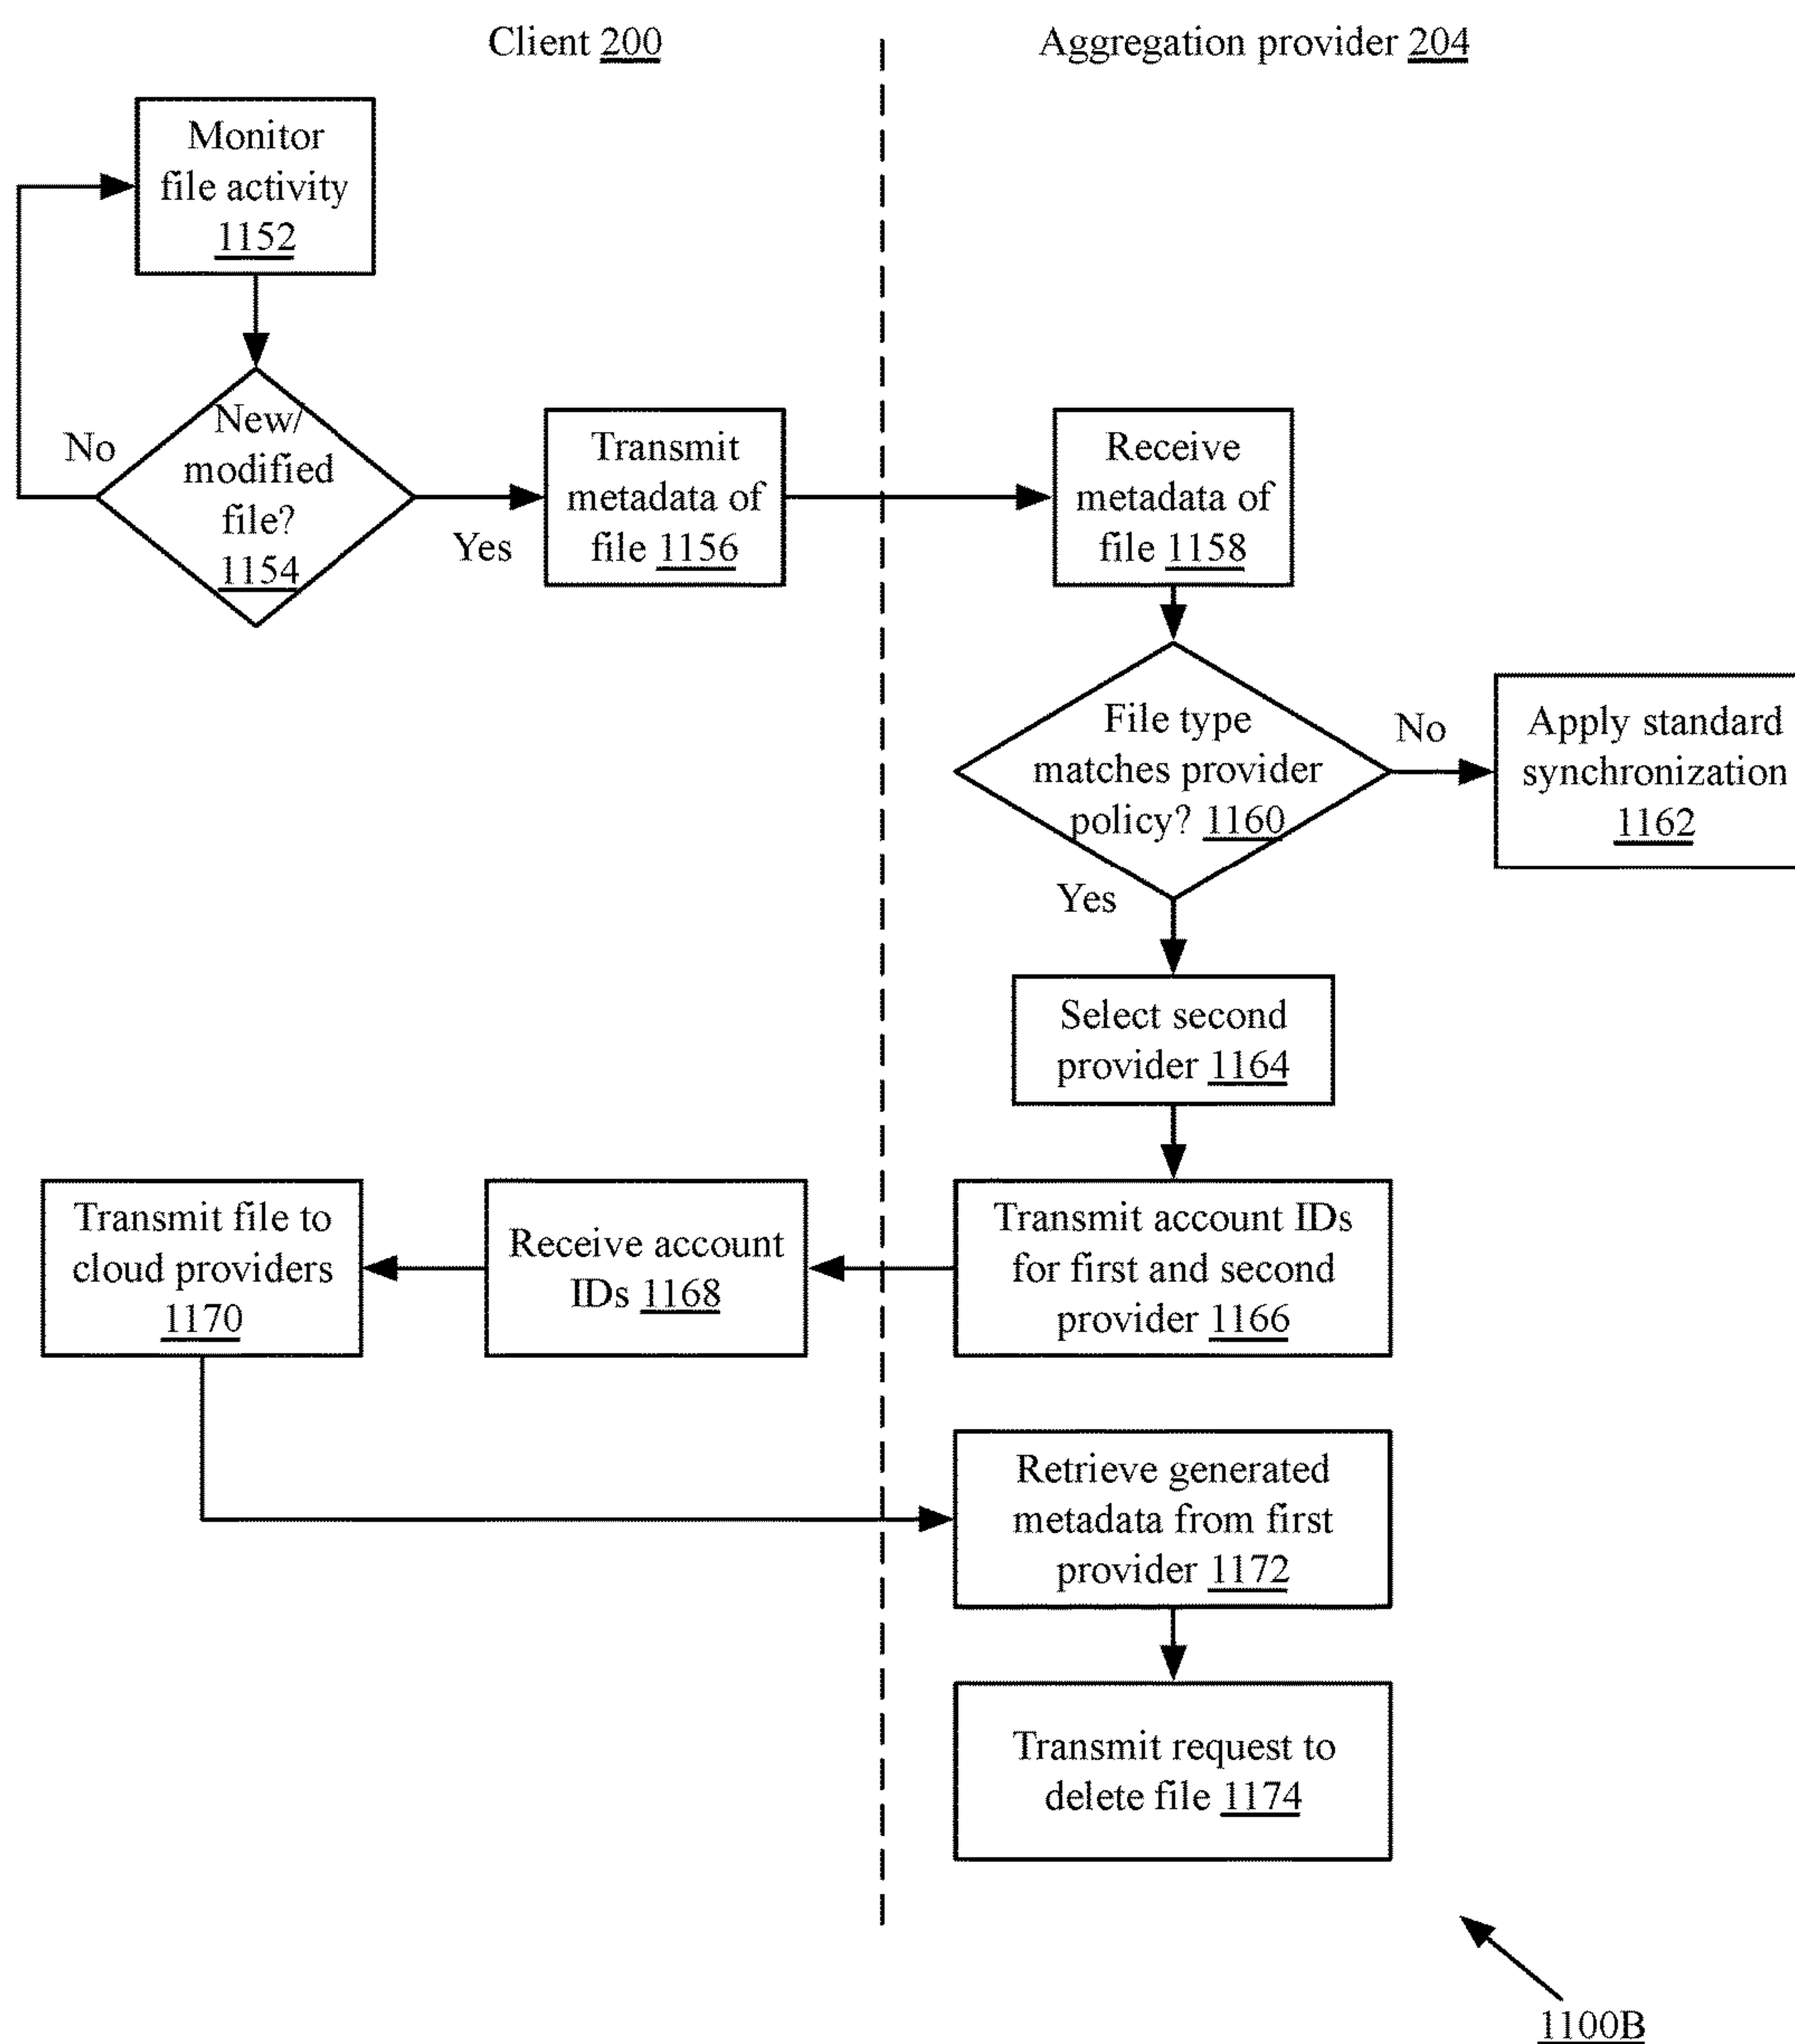 Client 200
Aggregation provider 204
Monitor
file activity
1152
New/
modified
file?
1154
No
Yes
Transmit
metadata of
file 1156
Receive
metadata of
file 1158
File type
matches provider
policy? 1160
No
Yes
Apply standard
synchronization
1162
Select second
provider 1164
Transmit account IDs
for first and second
provider 1166
Receive account
IDs 1168
Transmit file to
cloud providers
1170
Retrieve generated
metadata from first
provider 1172
Transmit request to
delete file 1174
1100B